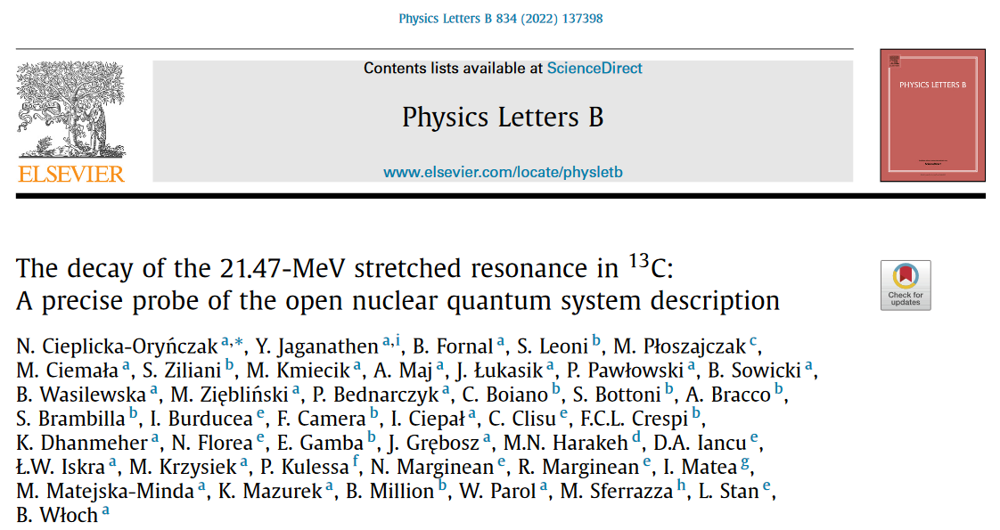 Physics Letters B 834 (2022) 137398
Contents lists available at ScienceDirect
Physics Letters B
www.elsevier.com/locate/physletb
ELSEVIER
PHYSICS LETTERS B
The decay of the 21.47-MeV stretched resonance in ¹³C:
A precise probe of the open nuclear quantum system description
Check for
updates
N. Cieplicka-Oryńczak a,*, Y. Jaganathen a,i, B. Fornal a, S. Leoni b, M. Płoszajczak c,
M. Ciemała a, S. Ziliani b, M. Kmiecik a, A. Maj a, J. Łukasik a, P. Pawłowski a, B. Sowicki a,
B. Wasilewska a, M. Ziębliński a, P. Bednarczyk a, C. Boiano b, S. Bottoni b, A. Bracco b,
S. Brambilla b, I. Burducea e, F. Camera b, I. Ciepał a, C. Clisu e, F.C.L. Crespi b,
K. Dhanmeher a, N. Florea e, E. Gamba b, J. Grębosz a, M.N. Harakeh d, D.A. Iancu e,
Ł.W. Iskra a, M. Krzysiek a, P. Kulessa f, N. Marginean e, R. Marginean e, I. Matea g,
M. Matejska-Minda a, K. Mazurek a, B. Million b, W. Parol a, M. Sferrazza h, L. Stan e,
B. Włoch a